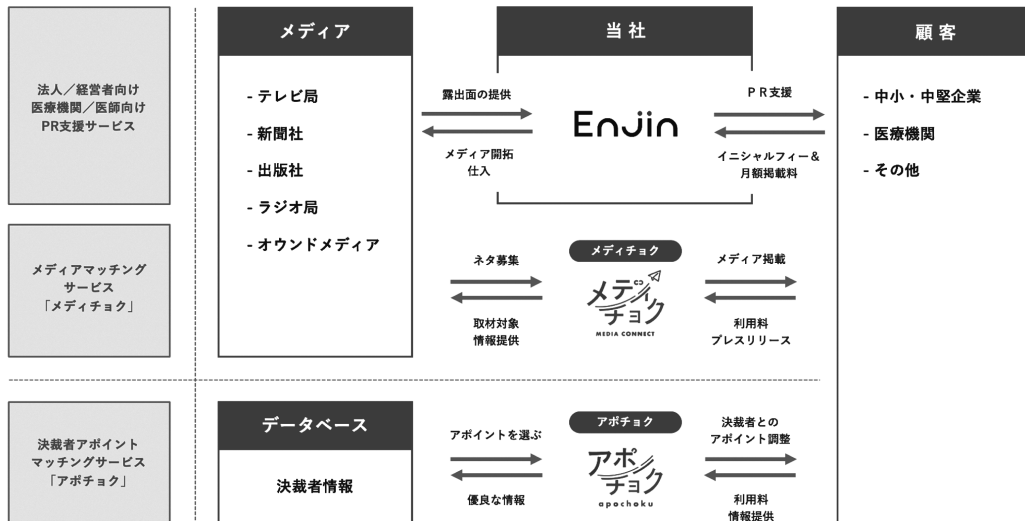 法人／経営者向け
医療機関／医師向け
PR支援サービス
メディア
- テレビ局
- 新聞社
- 出版社
- ラジオ局
- オウンドメディア
露出面の提供
メディア開拓
仕入
当社
Enjin
PR支援
イニシャルフィー＆
月額掲載料
顧客
- 中小・中堅企業
- 医療機関
- その他
メディアマッチング
サービス
「メディチョク」
ネタ募集
取材対象
情報提供
メディチョク
メディチョク
MEDIA CONNECT
メディア掲載
利用料
プレスリリース
決裁者アポイント
マッチングサービス
「アポチョク」
データベース
決裁者情報
アポイントを選ぶ
優良な情報
アポチョク
アポチョク
apochoku
決裁者との
アポイント調整
利用料
情報提供